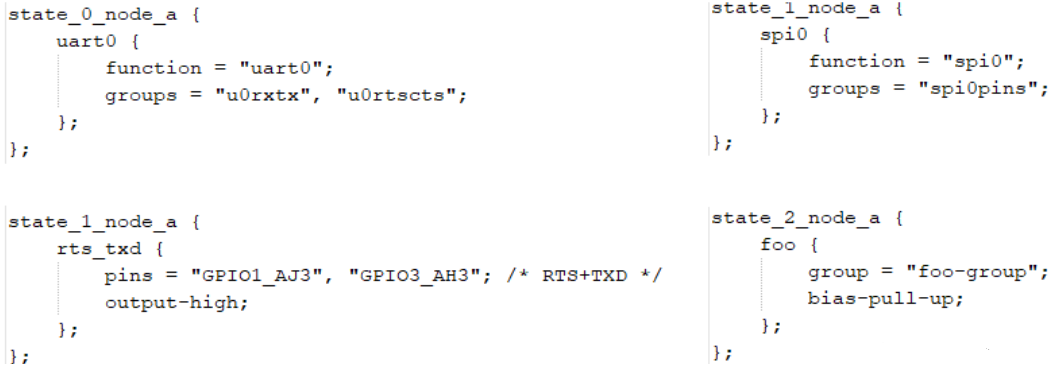 state_0_node_a {
    uart0 {
        function = "uart0";
        groups = "u0rxtx", "u0rtscts";
    };
};
state_1_node_a {
    spi0 {
        function = "spi0";
        groups = "spi0pins";
    };
};
state_1_node_a {
    rts_txd {
        pins = "GPIO1_AJ3", "GPIO3_AH3"; /* RTS+TXD */
        output-high;
    };
};
state_2_node_a {
    foo {
        group = "foo-group";
        bias-pull-up;
    };
};